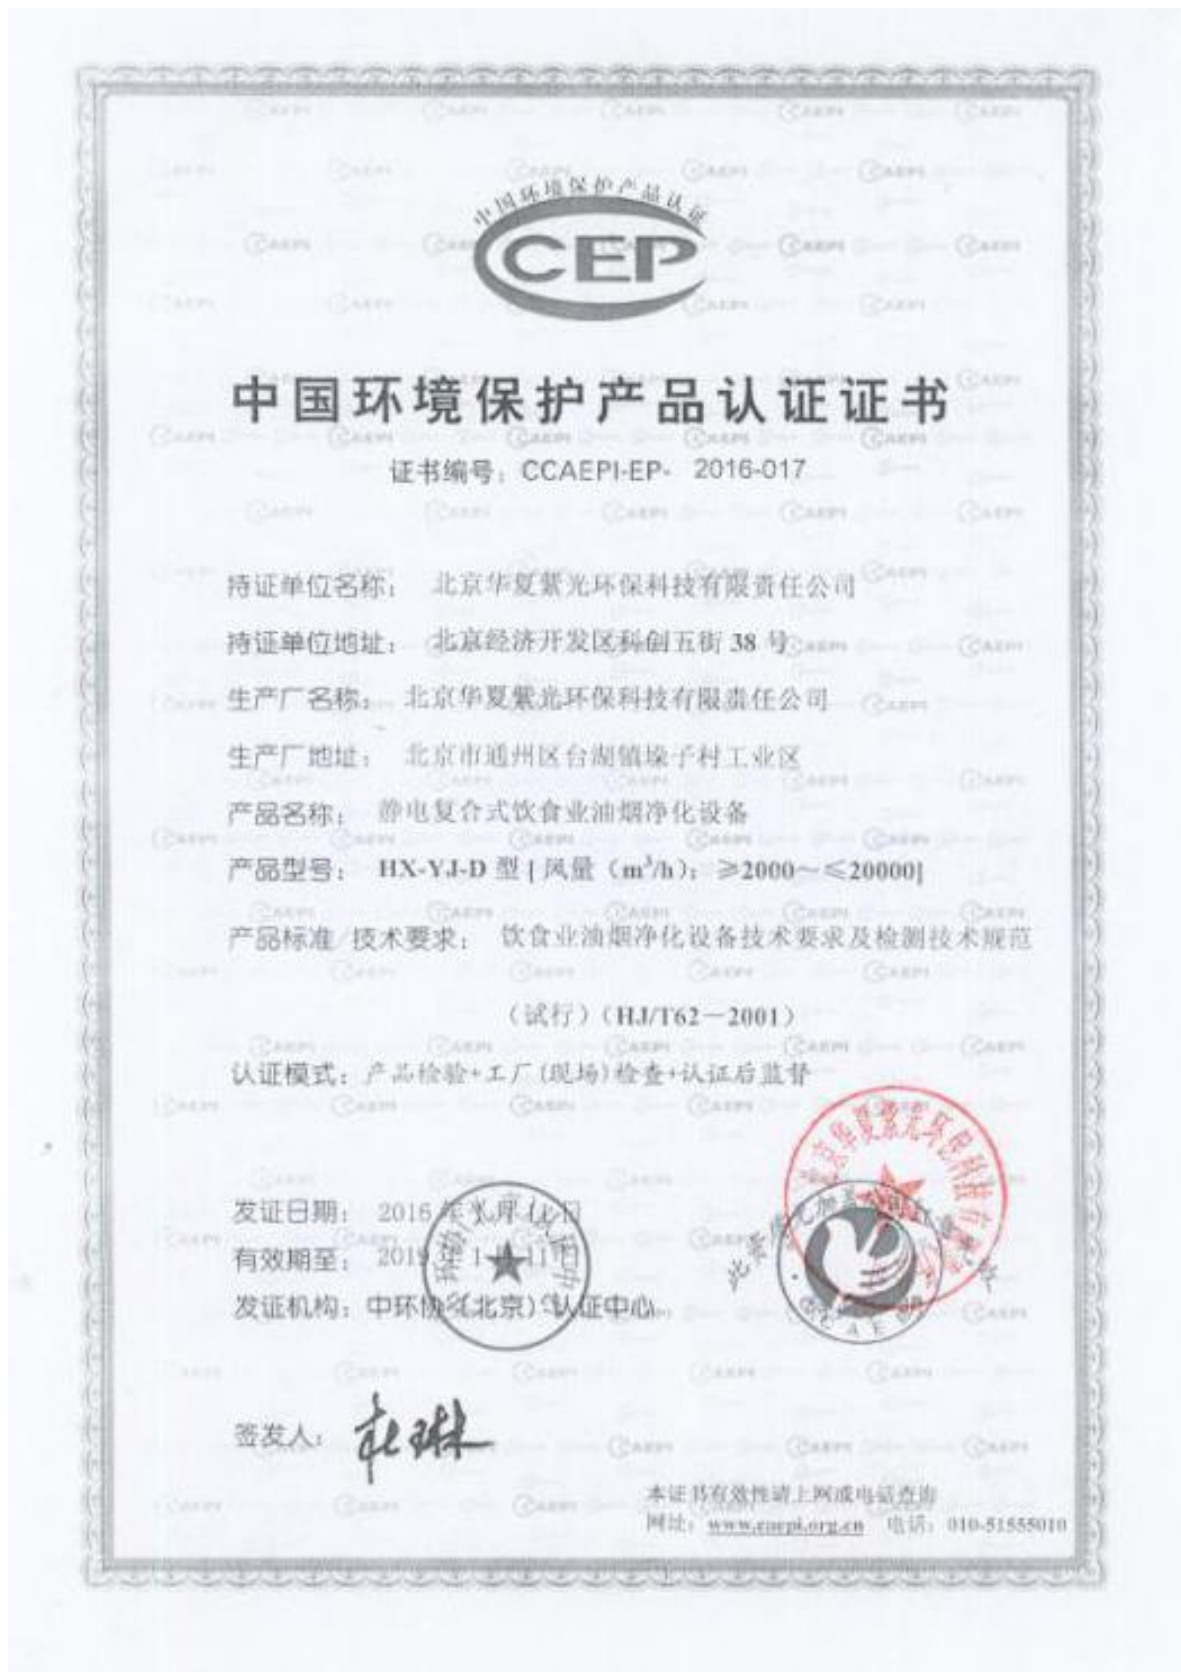 中国环境保护产品认证
CEP
中国环境保护产品认证证书
证书编号：CCAEPI-EP- 2016-017
持证单位名称： 北京华夏紫光环保科技有限责任公司
持证单位地址： 北京经济开发区科创五街 38 号
生产厂名称： 北京华夏紫光环保科技有限责任公司
生产厂地址： 北京市通州区台湖镇垛子村工业区
产品名称： 静电复合式饮食业油烟净化设备
产品型号： HX-YJ-D 型 [ 风量（m³/h）：≥2000～≤20000]
产品标准/技术要求： 饮食业油烟净化设备技术要求及检测技术规范
（试行）（HJ/T62－2001）
认证模式：产品检验+工厂(现场)检查+认证后监督
发证日期： 2016 年
有效期至： 2019 年 1 月 11 日
发证机构：中环协（北京）认证中心
签发人：
本证书有效性请上网或电话查询
网址：www.caepi.org.cn 电话：010-51555010